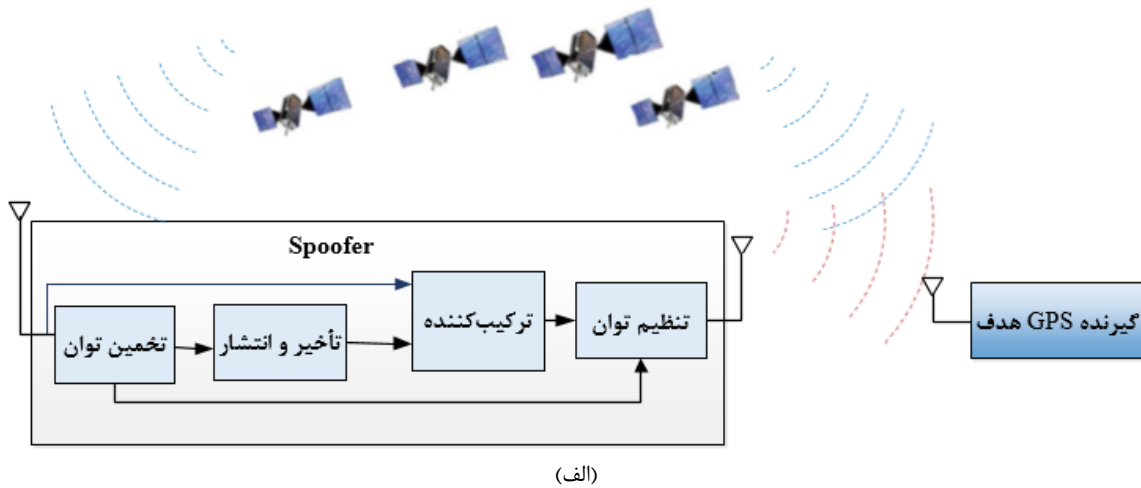 Spoofer
تخمین توان
تأخیر و انتشار
ترکیب‌کننده
تنظیم توان
گیرنده GPS هدف
(الف)